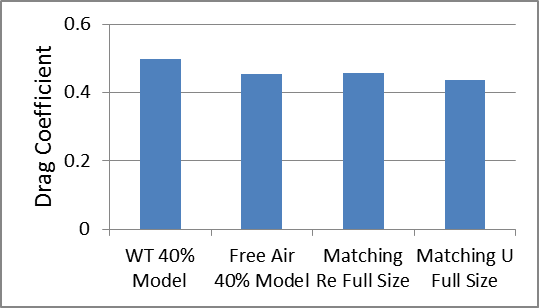 0.6
0.4
0.2
0
Drag Coefficient
WT 40% Model
Free Air 40% Model
Matching Re Full Size
Matching U Full Size